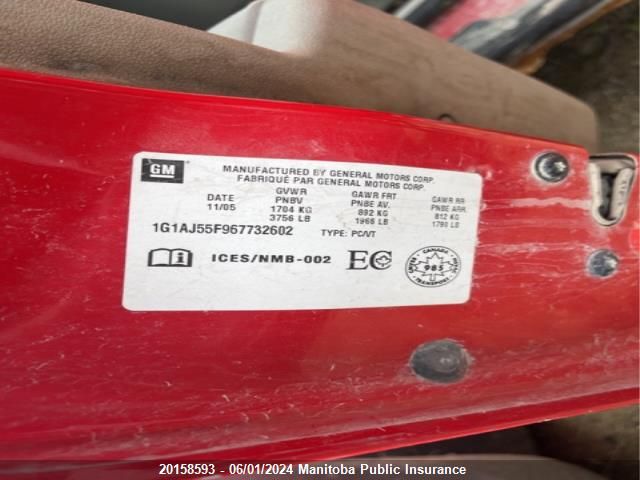 GM
MANUFACTURED BY GENERAL MOTORS CORP
FABRIQUÉ PAR GENERAL MOTORS CORP.
DATE GVWR PNBV GAWR FRT PNBE AV. GAWR RR PNBE ARR.
11/05 1704 KG 892 KG 812 KG
3756 LB 1966 LB 1790 LB
1G1AJ55F967732602 TYPE: PC/VT
ICES/NMB-002 EC
CANADA
985
TRANSPORT
20158593 - 06/01/2024 Manitoba Public Insurance